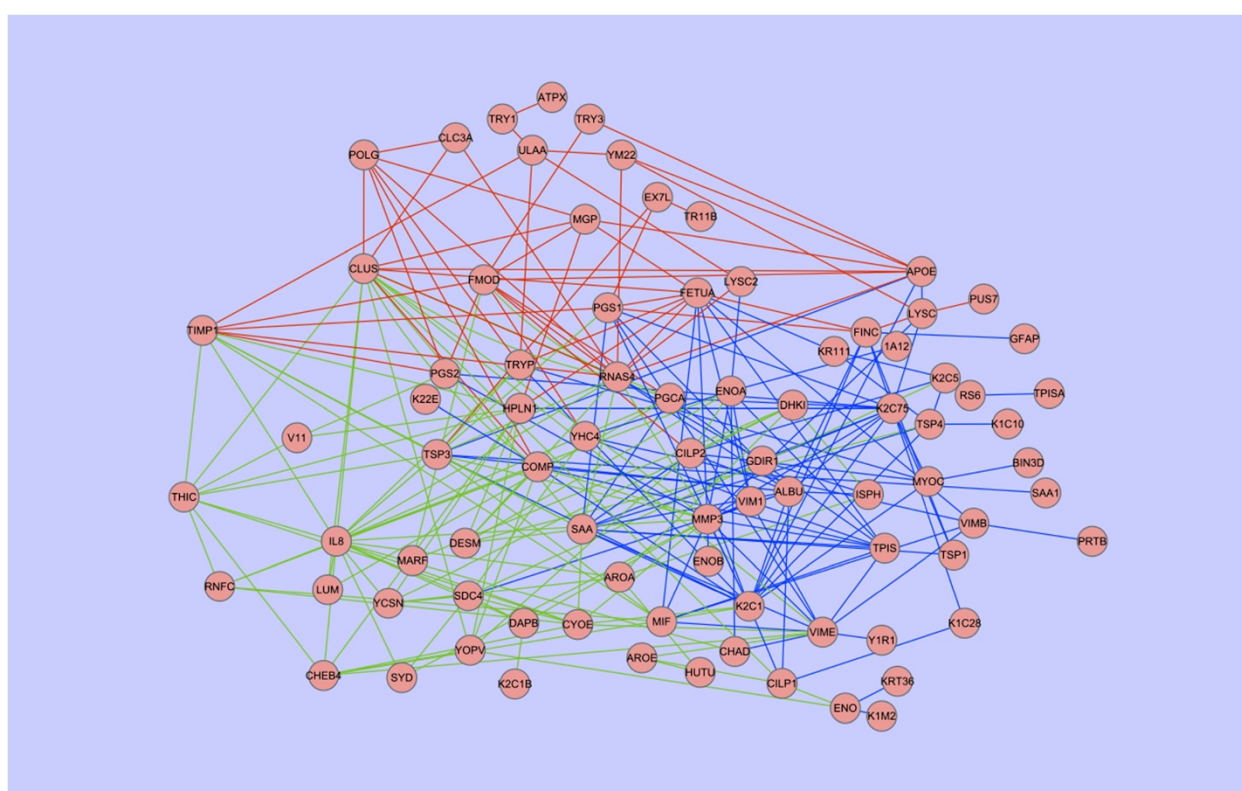 ATPX
TRY1
TRY3
CLC3A
POLG
ULAA
YM22
EX7L
TR11B
MGP
CLUS
FMOD
LYSC2
APOE
FETUA
PUS7
PGS1
LYSC
TIMP1
FINC
GFAP
1A12
KR111
TRYP
PGS2
RNAS4
K2C5
ENOA
RS6
TPISA
K22E
PGCA
DHKI
HPLN1
K2C75
TSP4
K1C10
V11
YHC4
TSP3
CILP2
COMP
GDIR1
BIN3D
MYOC
SAA1
THIC
ALBU
ISPH
VIM1
MMP3
SAA
VIMB
IL8
DESM
PRTB
TPIS
TSP1
MARF
ENOB
AROA
RNFC
LUM
YCSN
SDC4
K2C1
DAPB
CYOE
MIF
VIME
K1C28
Y1R1
YOPV
CHAD
AROE
HUTU
CHEB4
SYD
K2C1B
CILP1
KRT36
ENO
K1M2